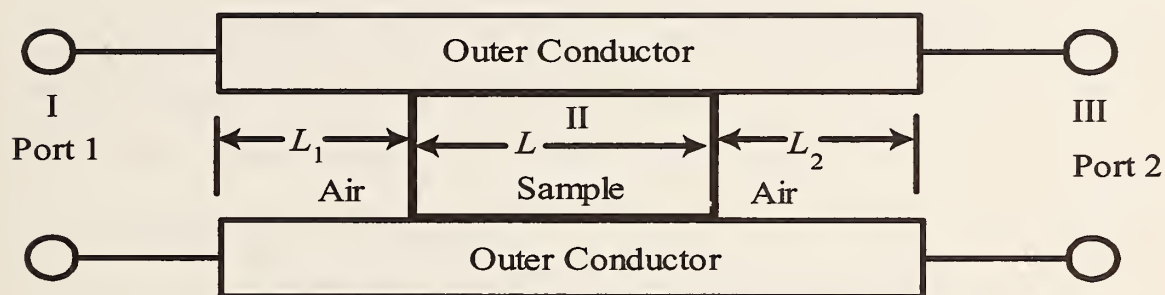 Outer Conductor
I
Port 1
L1
L
II
L2
III
Port 2
Air
Sample
Air
Outer Conductor